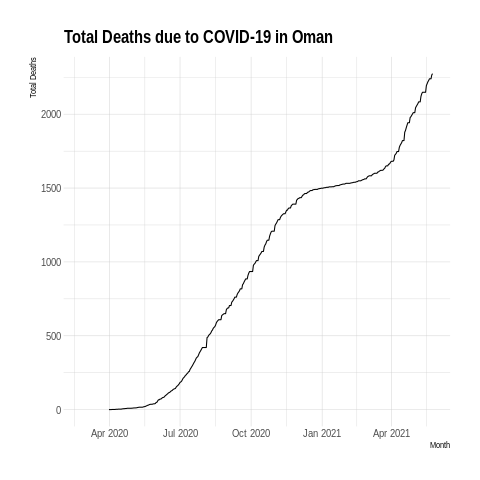 Total Deaths due to COVID-19 in Oman
Total Deaths
2000
1500
1000
500
0
Apr 2020 Jul 2020 Oct 2020 Jan 2021 Apr 2021
Month